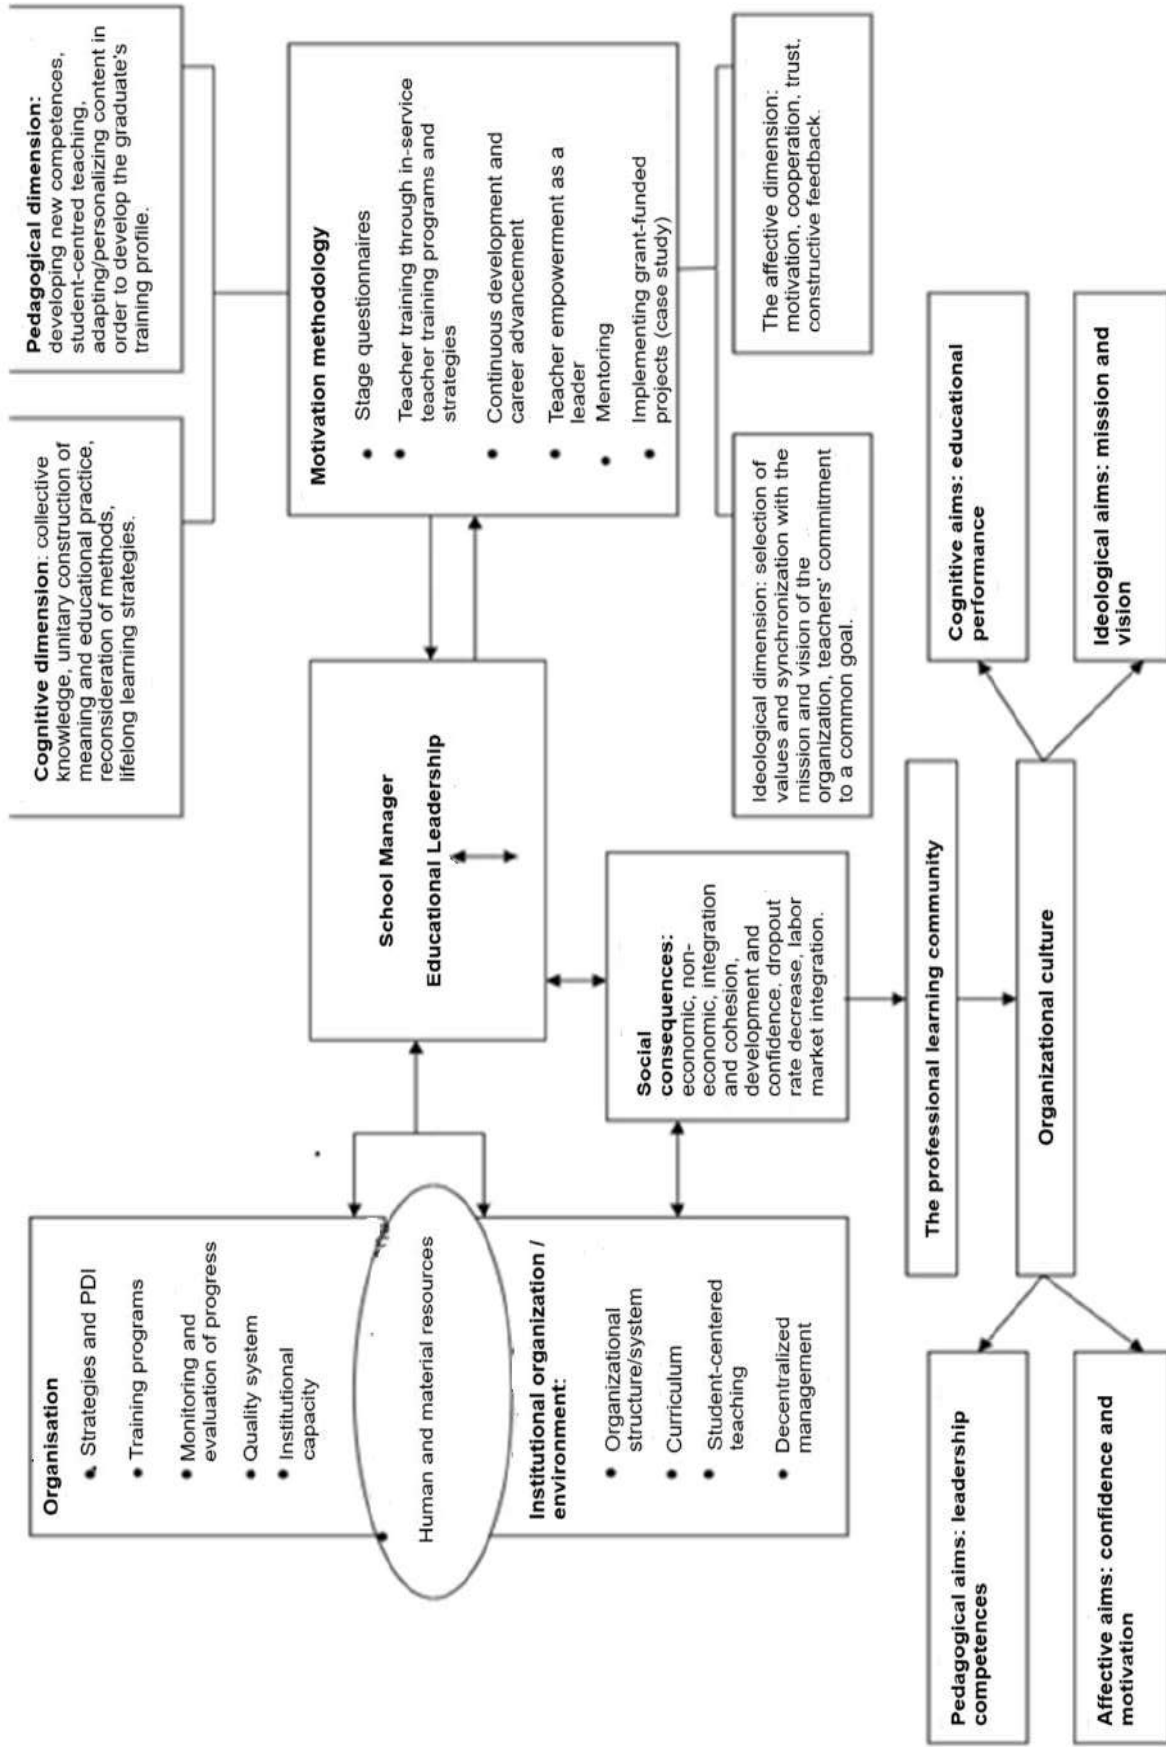 Organisation
Strategies and PDI
Training programs
Monitoring and
evaluation of progress
Quality system
Institutional
capacity
Human and material resources
Institutional organization /
environment:
Organizational
structure/system
Curriculum
Student-centered
teaching
Decentralized
management
School Manager
Educational Leadership
Social
consequences:
economic, non-
economic, integration
and cohesion,
development and
confidence, dropout
rate decrease, labor
market integration.
Cognitive dimension: collective
knowledge, unitary construction of
meaning and educational practice,
reconsideration of methods,
lifelong learning strategies.
Pedagogical dimension:
developing new competences,
student-centred teaching,
adapting/personalizing content in
order to develop the graduate's
training profile.
Motivation methodology
Stage questionnaires
Teacher training through in-service
teacher training programs and
strategies
Continuous development and
career advancement
Teacher empowerment as a
leader
Mentoring
Implementing grant-funded
projects (case study)
Ideological dimension: selection of
values and synchronization with the
mission and vision of the
organization, teachers' commitment
to a common goal.
The affective dimension:
motivation, cooperation, trust,
constructive feedback.
The professional learning community
Organizational culture
Pedagogical aims: leadership
competences
Affective aims: confidence and
motivation
Cognitive aims: educational
performance
Ideological aims: mission and
vision